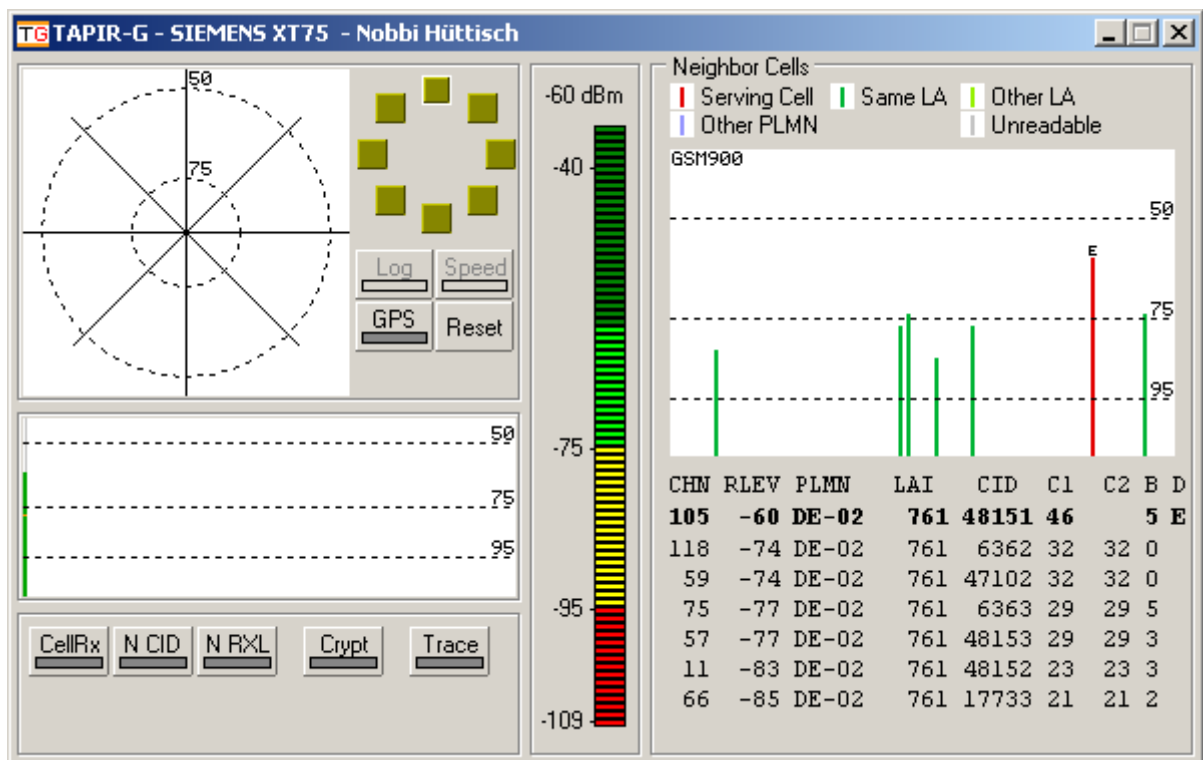 TG TAPIR-G - SIEMENS XT75 - Nobbi Hüttisch
50
75
Log Speed
GPS Reset
50
75
95
CellRx N CID N RXL Crypt Trace
-60 dBm
-40
-75
-95
-109
Neighbor Cells
Serving Cell Same LA Other LA
Other PLMN Unreadable
GSM900
50
E
75
95
CHN RLEV PLMN LAI CID C1 C2 B D
105 -60 DE-02 761 48151 46 5 E
118 -74 DE-02 761 6362 32 32 0
59 -74 DE-02 761 47102 32 32 0
75 -77 DE-02 761 6363 29 29 5
57 -77 DE-02 761 48153 29 29 3
11 -83 DE-02 761 48152 23 23 3
66 -85 DE-02 761 17733 21 21 2